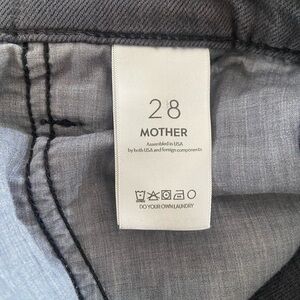 28
MOTHER
Assembled in USA
by both USA and foreign components
DO YOUR OWN LAUNDRY